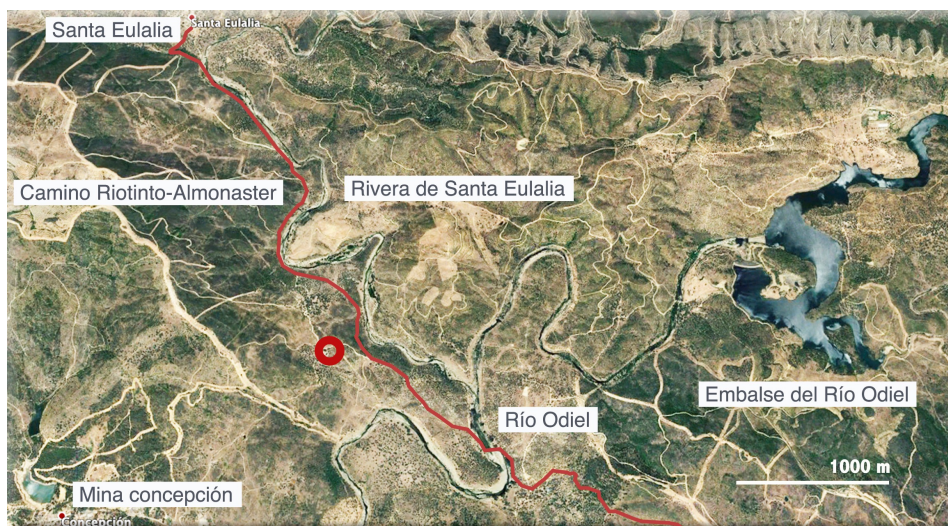 Santa Eulalia
Santa Eulalia
Camino Riotinto-Almonaster
Rivera de Santa Eulalia
Embalse del Río Odiel
Río Odiel
1000 m
Mina concepción
Concepción